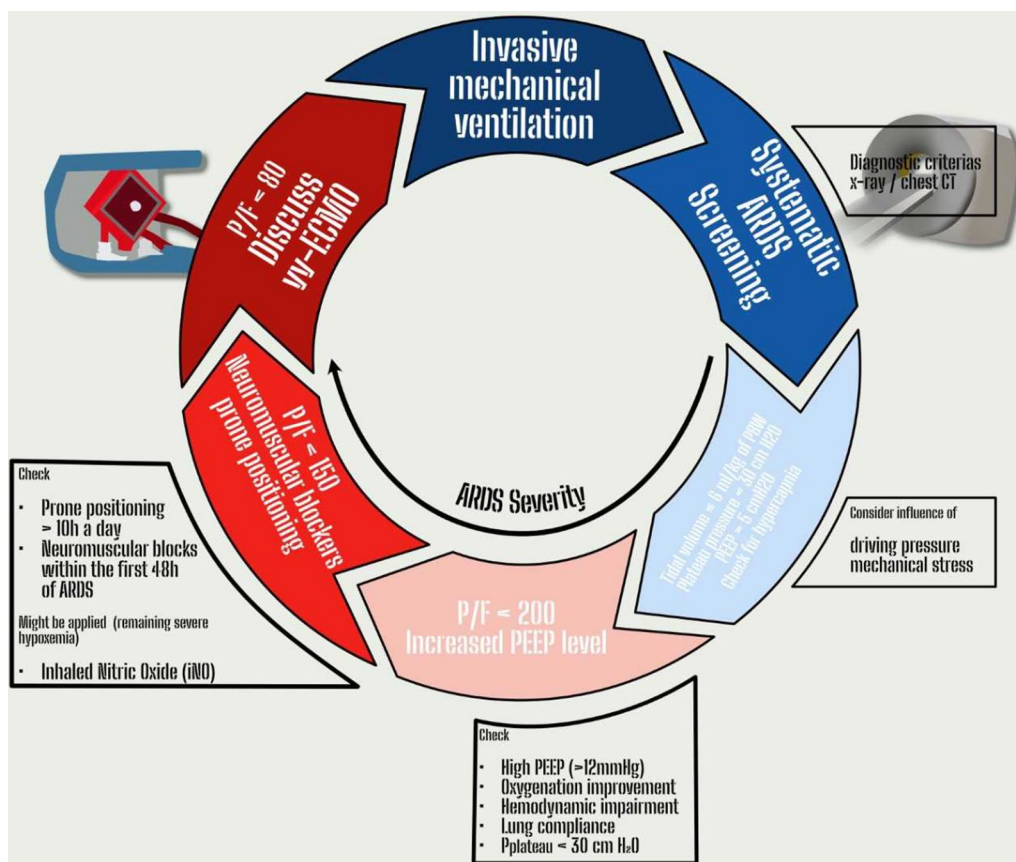 Invasive
mechanical
ventilation
Systematic
ARDS
Screening
Diagnostic criterias
x-ray / chest CT
Tidal volume ≤ 6 ml/kg of PBW
Plateau pressure < 30 cm H2O
PEEP 5 cmH2O
Check for hypercapnia
Consider influence of
driving pressure
mechanical stress
P/F < 200
Increased PEEP level
Check
· High PEEP (>12mmHg)
· Oxygenation improvement
· Hemodynamic impairment
· Lung compliance
· Pplateau < 30 cm H₂O
P/F < 150
Neuromuscular blockers
prone positioning
Check
· Prone positioning
> 10h a day
· Neuromuscular blocks
within the first 48h
of ARDS
Might be applied (remaining severe
hypoxemia)
· Inhaled Nitric Oxide (iNO)
P/F < 80
Discuss
vv-ECMO
ARDS Severity